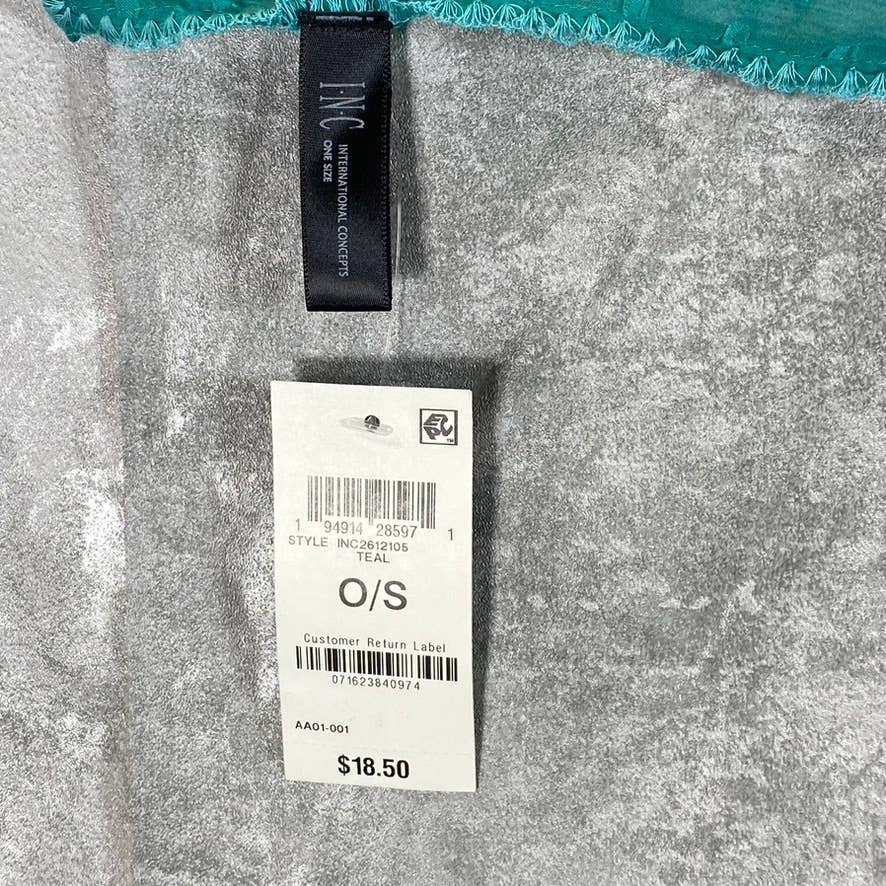 I·N·C
INTERNATIONAL CONCEPTS
ONE SIZE
EPC™
1 94914 28597 1
STYLE INC2612105
TEAL
O/S
Customer Return Label
071623840974
AA01-001
$18.50